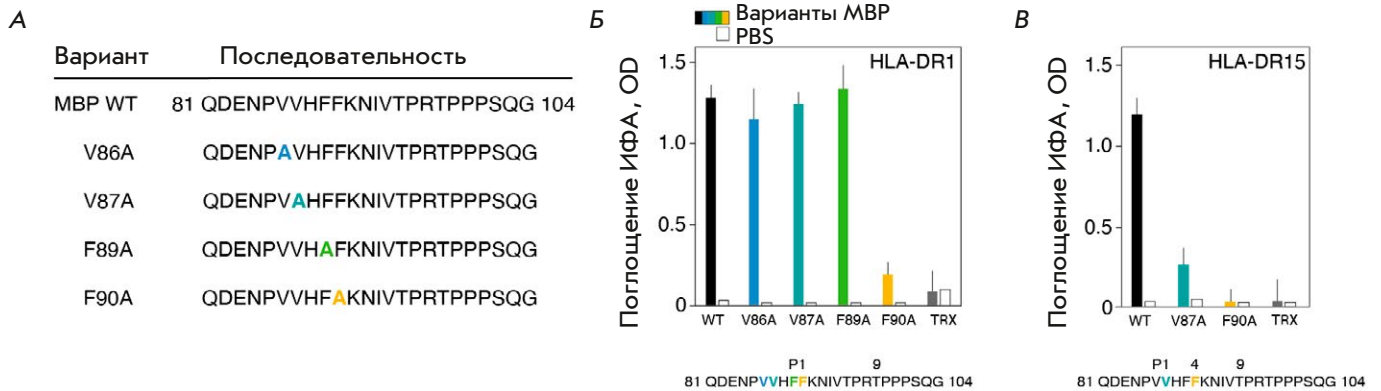 А
Вариант Последовательность
MBP WT 81 QDENPVVHFFKNIVTPRTPPPSQG 104
V86A QDENPAVHFFKNIVTPRTPPPSQG
V87A QDENPVAHFFKNIVTPRTPPPSQG
F89A QDENPVVHAFKNIVTPRTPPPSQG
F90A QDENPVVHFAKNIVTPRTPPPSQG
Б
Варианты MBP
PBS
HLA-DR1
Поглощение ИфА, OD
1.5
1.0
0.5
0
WT V86A V87A F89A F90A TRX
P1 9
81 QDENPVVHFFKNIVTPRTPPPSQG 104
В
HLA-DR15
Поглощение ИфА, OD
1.5
1.0
0.5
0
WT V87A F90A TRX
P1 4 9
81 QDENPVVHFFKNIVTPRTPPPSQG 104